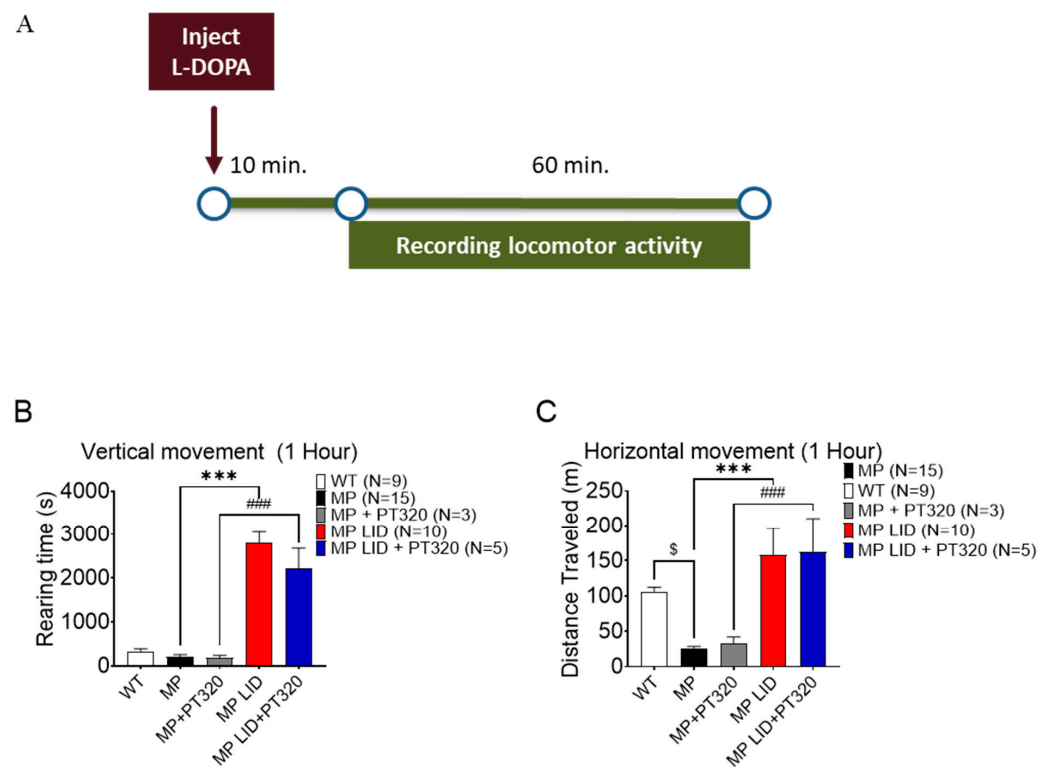 A
Inject
L-DOPA
10 min.
60 min.
Recording locomotor activity
B
Vertical movement (1 Hour)
***
###
4000
3000
2000
1000
0
Rearing time (s)
WT
MP
MP+PT320
MP LID
MP LID+PT320
WT (N=9)
MP (N=15)
MP + PT320 (N=3)
MP LID (N=10)
MP LID + PT320 (N=5)
C
Horizontal movement (1 Hour)
***
###
$
250
200
150
100
50
0
Distance Traveled (m)
WT
MP
MP+PT320
MP LID
MP LID+PT320
MP (N=15)
WT (N=9)
MP + PT320 (N=3)
MP LID (N=10)
MP LID + PT320 (N=5)